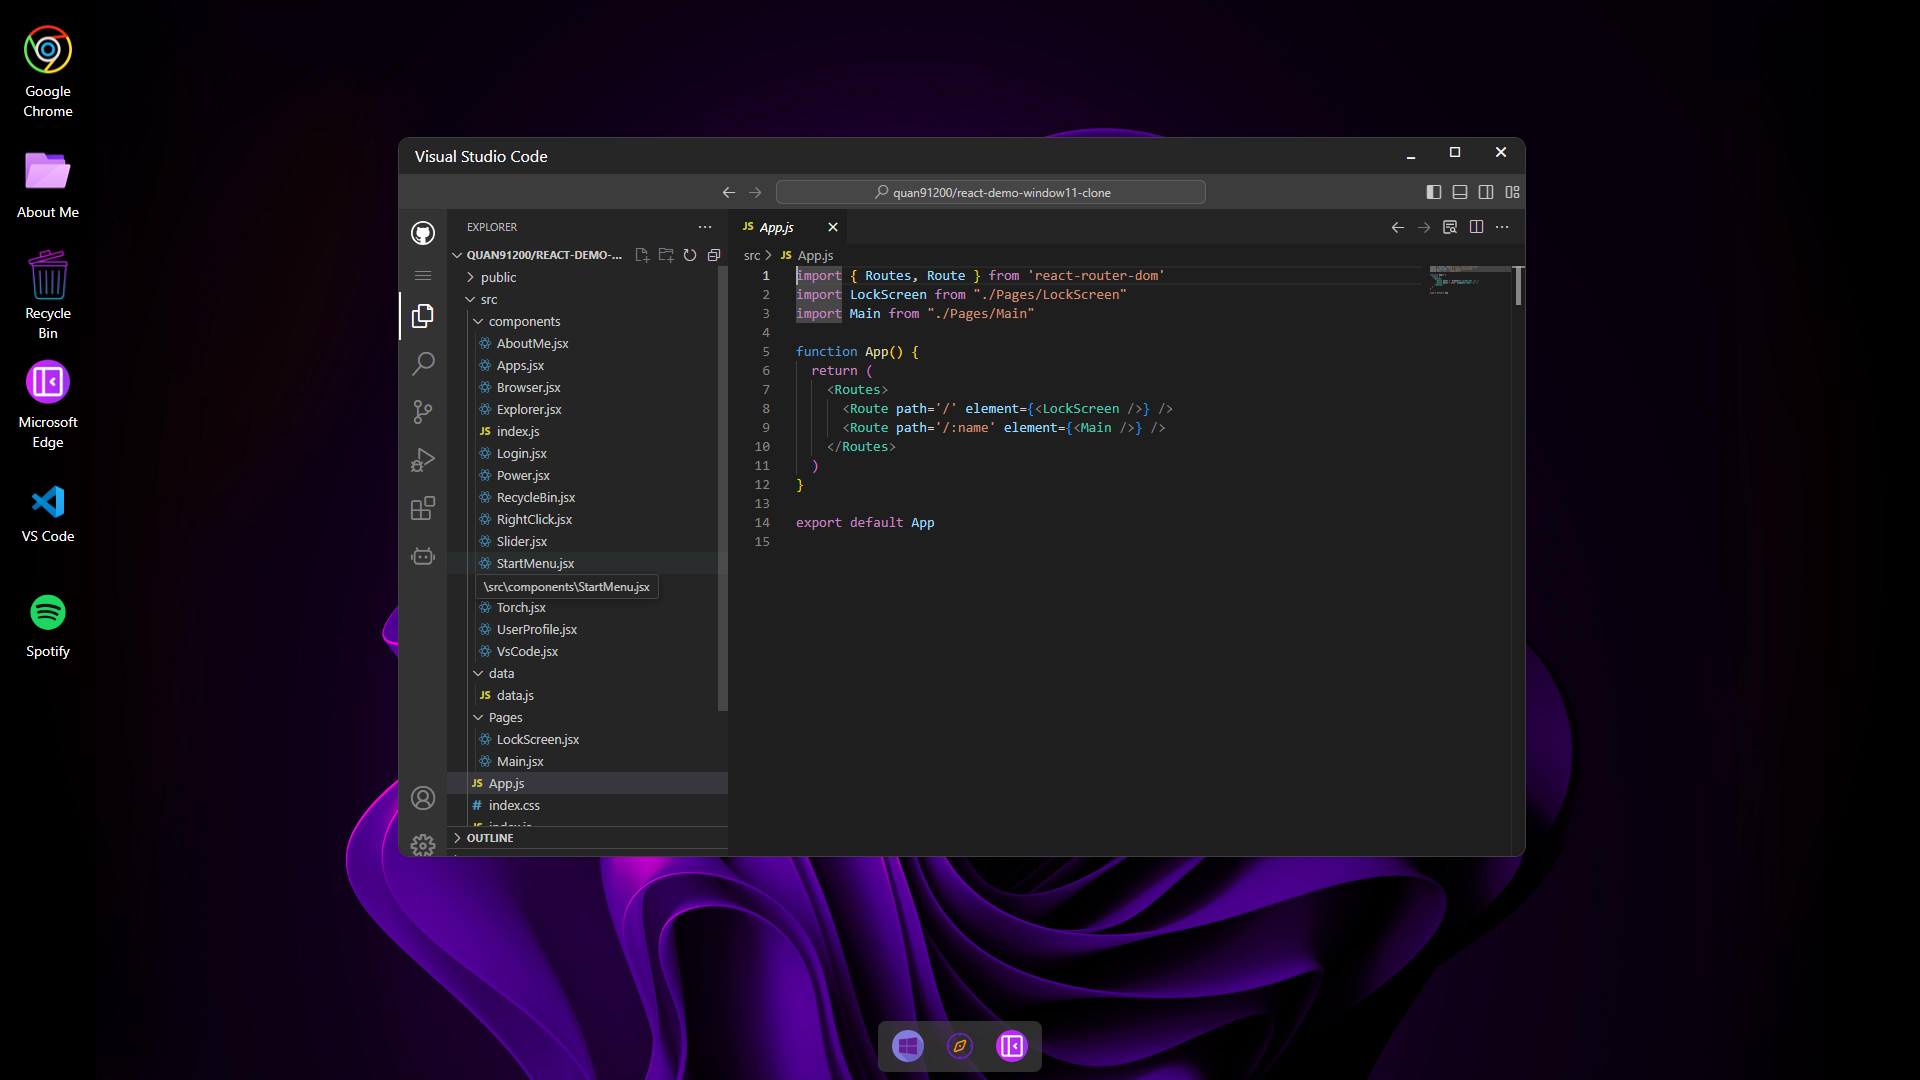 Google
Chrome
About Me
Recycle
Bin
Microsoft
Edge
VS Code
Spotify
Visual Studio Code
quan91200/react-demo-window11-clone
EXPLORER
QUAN91200/REACT-DEMO-...
public
src
components
AboutMe.jsx
Apps.jsx
Browser.jsx
Explorer.jsx
JS index.js
Login.jsx
Power.jsx
RecycleBin.jsx
RightClick.jsx
Slider.jsx
StartMenu.jsx
\src\components\StartMenu.jsx
Torch.jsx
UserProfile.jsx
VsCode.jsx
data
JS data.js
Pages
LockScreen.jsx
Main.jsx
JS App.js
# index.css
OUTLINE
JS App.js
src > JS App.js
1 import { Routes, Route } from 'react-router-dom'
2 import LockScreen from "./Pages/LockScreen"
3 import Main from "./Pages/Main"
4
5 function App() {
6 return (
7 <Routes>
8 <Route path='/' element={<LockScreen />} />
9 <Route path='/:name' element={<Main />} />
10 </Routes>
11 )
12 }
13
14 export default App
15